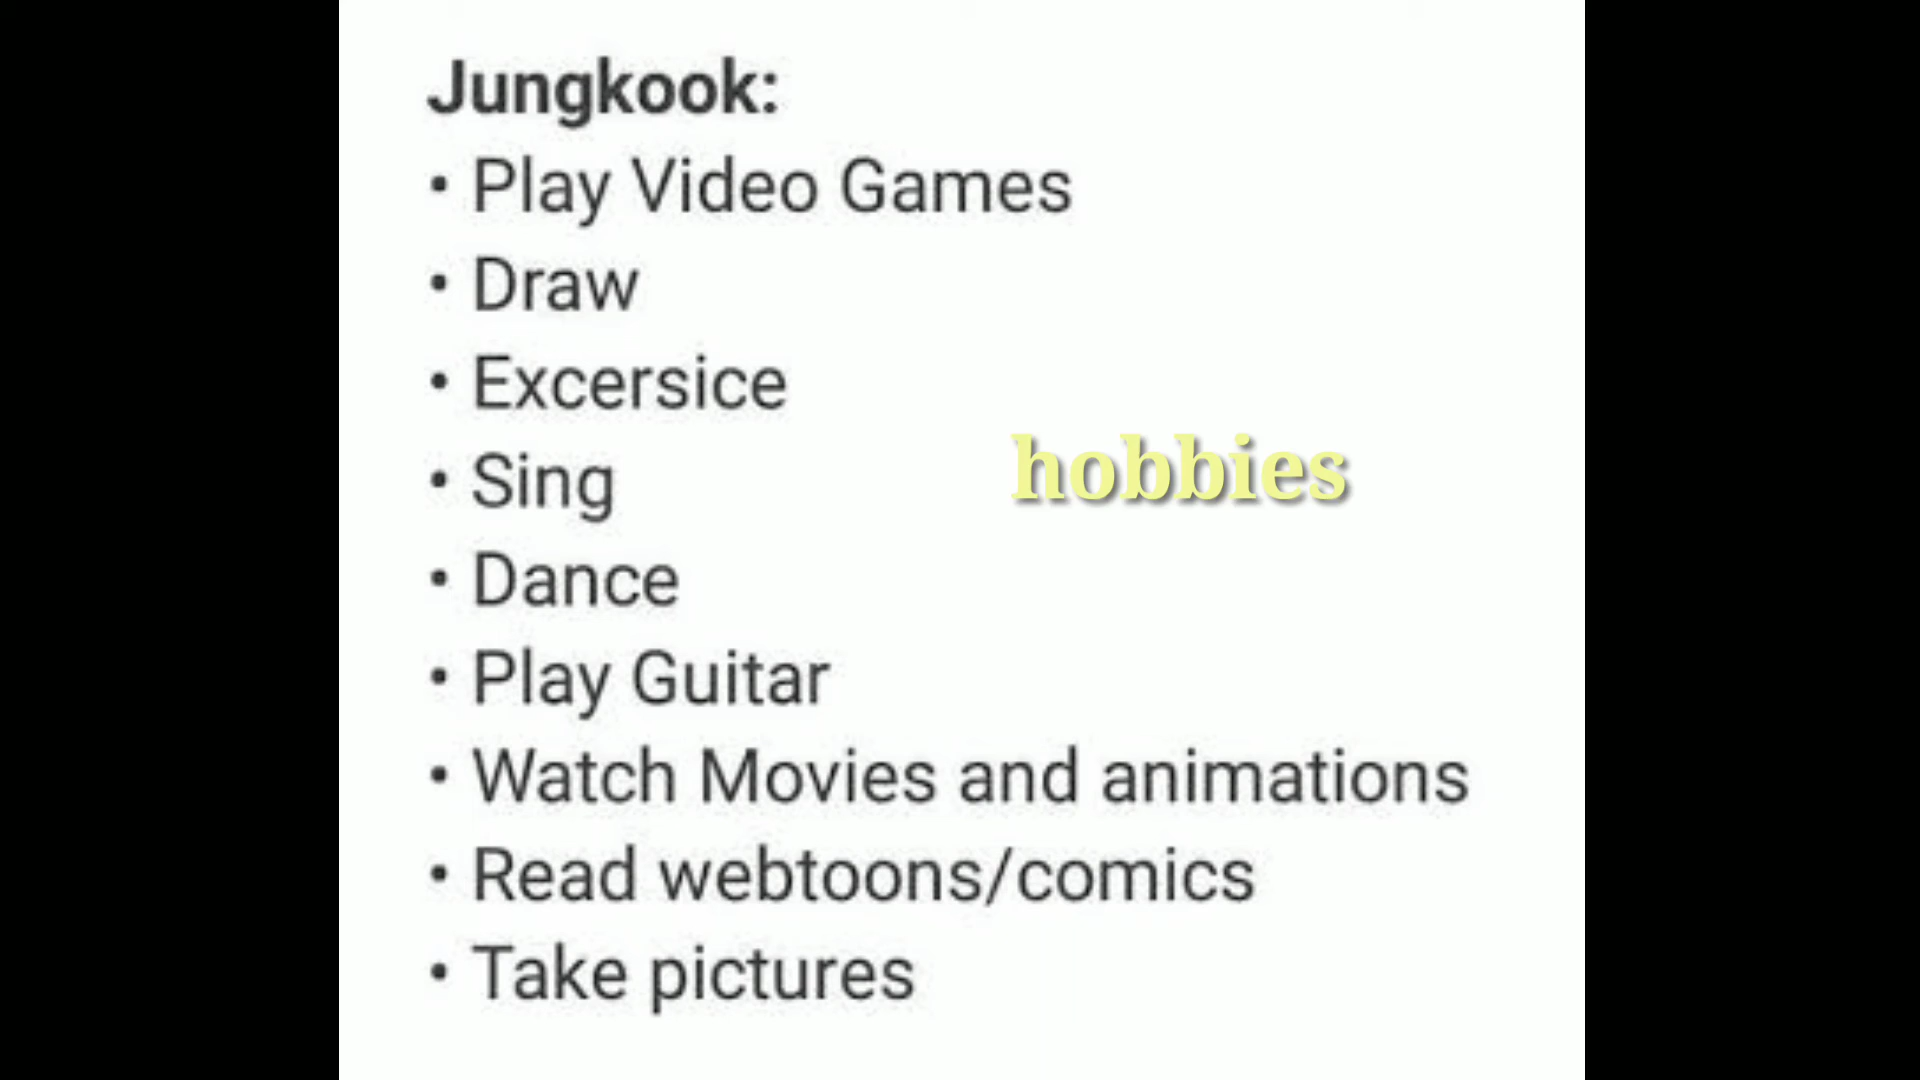 Jungkook:
• Play Video Games
• Draw
• Excersice
• Sing
hobbies
• Dance
• Play Guitar
• Watch Movies and animations
• Read webtoons/comics
• Take pictures